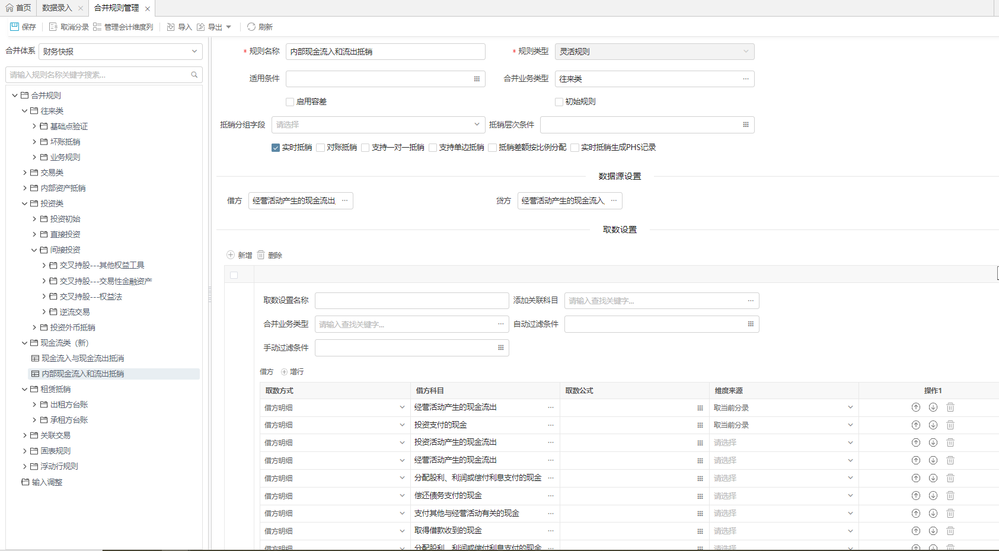 首页 数据录入 合并规则管理
保存 取消分录 管理会计维度列 导入 导出 刷新
合并体系 财务快报
请输入规则名称关键字搜索...
合并规则
往来类
基础点验证
坏账抵销
业务规则
交易类
内部资产抵销
投资类
投资初始
直接投资
间接投资
交叉持股---其他权益工具
交叉持股---交易性金融资产
交叉持股---权益法
逆流交易
投资外币抵销
现金流类（新）
现金流入与现金流出抵消
内部现金流入和流出抵销
租赁抵销
出租方台账
承租方台账
关联交易
固表规则
浮动行规则
输入调整
* 规则名称 内部现金流入和流出抵销 * 规则类型 灵活规则
适用条件 合并业务类型 往来类
启用容差 初始规则
抵销分组字段 请选择 抵销层次条件
实时抵销 对账抵销 支持一对一抵销 支持单边抵销 抵销差额按比例分配 实时抵销生成PHS记录
数据源设置
借方 经营活动产生的现金流出, 贷方 经营活动产生的现金流入,
取数设置
新增 删除
取数设置名称 添加关联科目 请输入查找关键字...
合并业务类型 请输入查找关键字... 自动过滤条件
手动过滤条件
借方 增行
取数方式 借方科目 取数公式 维度来源 操作1
借方明细 经营活动产生的现金流出 取当前分录
借方明细 投资支付的现金 取当前分录
借方明细 投资活动产生的现金流出 请选择
借方明细 经营活动产生的现金流出 请选择
借方明细 分配股利、利润或偿付利息支付的现金 请选择
借方明细 偿还债务支付的现金 请选择
借方明细 支付其他与经营活动有关的现金 请选择
借方明细 取得借款收到的现金 请选择
借方明细 分配股利、利润或偿付利息支付的现金 请选择